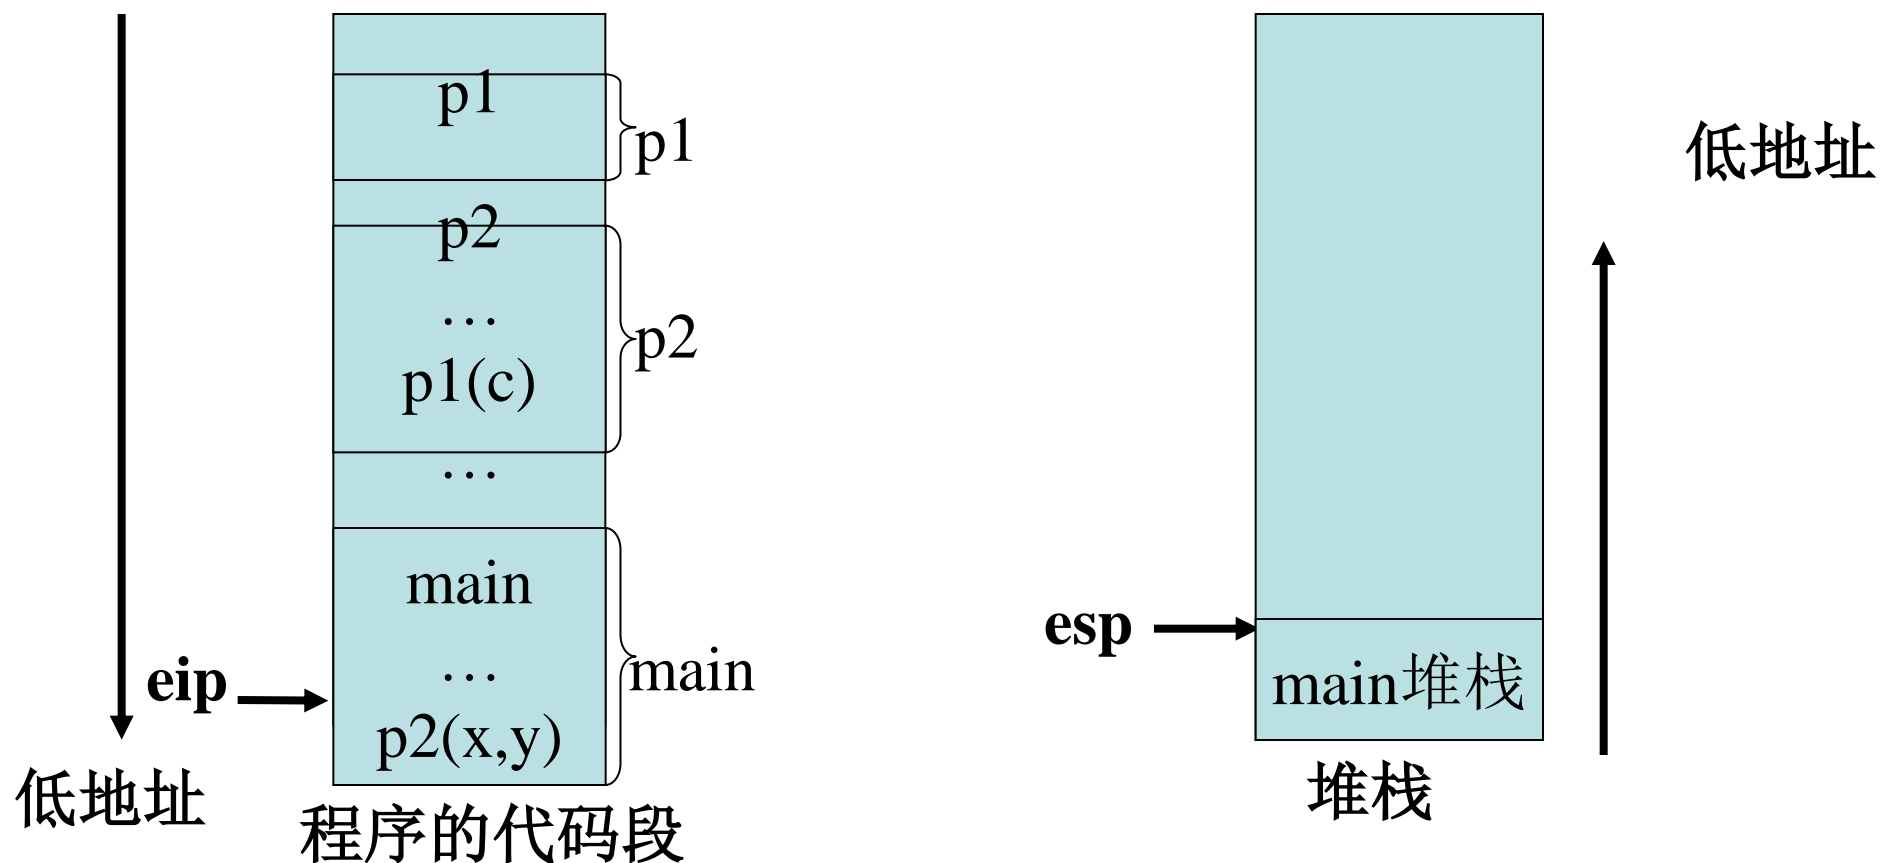 p1
p1
p2
…
p1(c)
p2
…
main
…
p2(x,y)
main
eip
低地址
程序的代码段
低地址
esp
main堆栈
堆栈